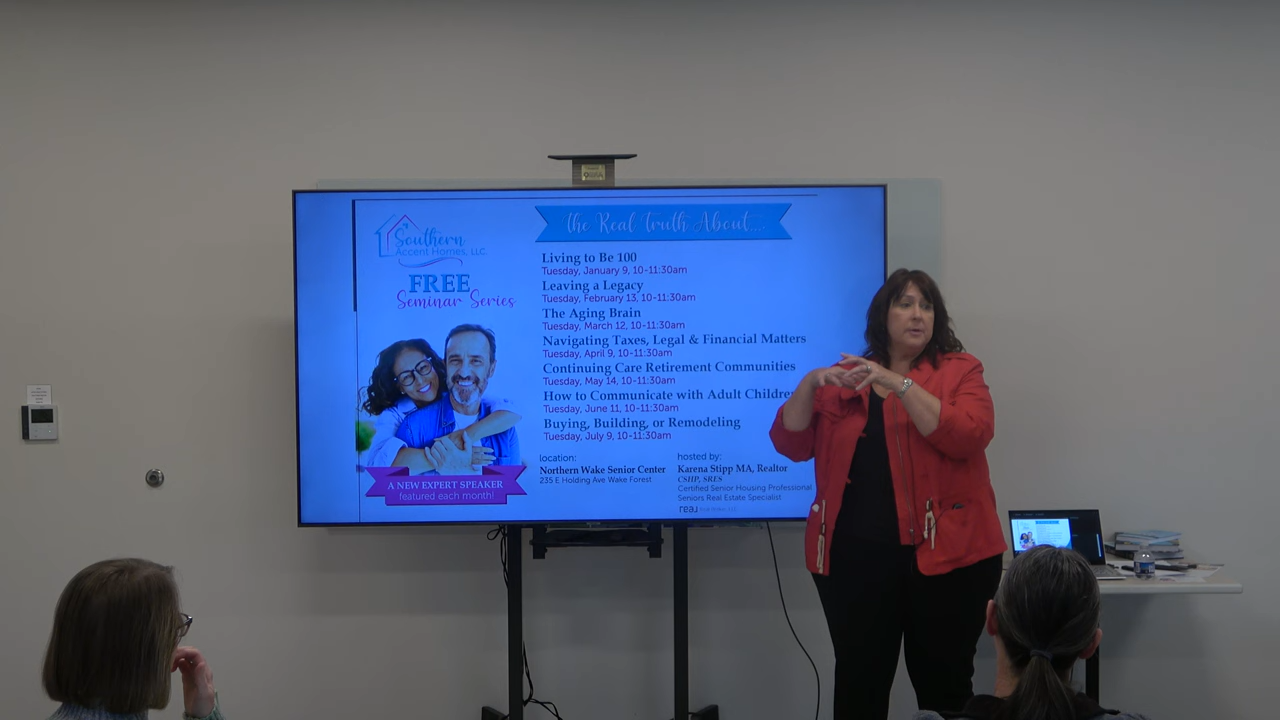 Southern
Accent Homes, LLC.
FREE
Seminar Series
the Real Truth About....
Living to Be 100
Tuesday, January 9, 10-11:30am
Leaving a Legacy
Tuesday, February 13, 10-11:30am
The Aging Brain
Tuesday, March 12, 10-11:30am
Navigating Taxes, Legal & Financial Matters
Tuesday, April 9, 10-11:30am
Continuing Care Retirement Communities
Tuesday, May 14, 10-11:30am
How to Communicate with Adult Children
Tuesday, June 11, 10-11:30am
Buying, Building, or Remodeling
Tuesday, July 9, 10-11:30am
A NEW EXPERT SPEAKER
featured each month!
location:
Northern Wake Senior Center
235 E Holding Ave Wake Forest
hosted by:
Karena Stipp MA, Realtor
CSHP, SRES
Certified Senior Housing Professional
Seniors Real Estate Specialist
real